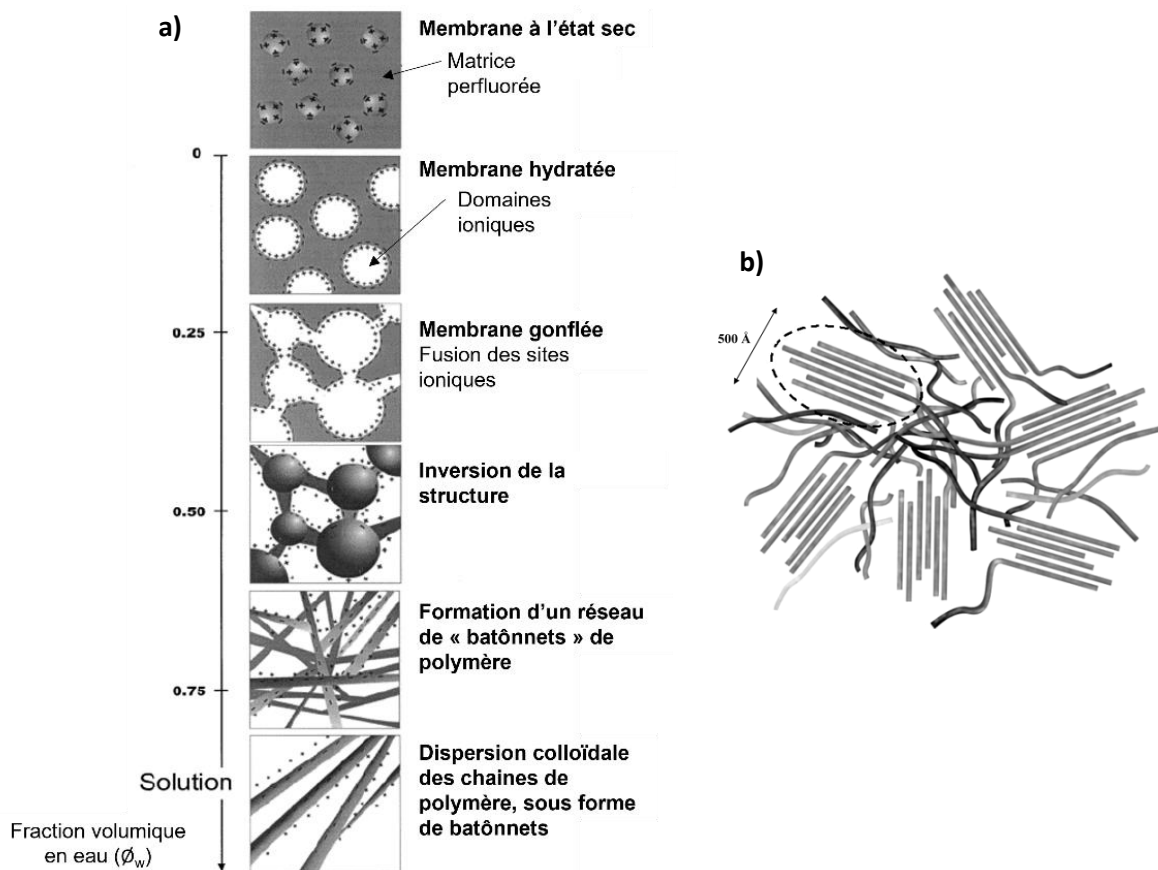 a)
Membrane à l'état sec
Matrice
perfluorée
0
Membrane hydratée
Domaines
ioniques
0.25
Membrane gonflée
Fusion des sites
ioniques
Inversion de la
structure
0.50
Formation d'un réseau
de « batônnets » de
polymère
0.75
Dispersion colloïdale
des chaines de
polymère, sous forme
de batônnets
Solution
Fraction volumique
en eau (Ø_w)
b)
500 Å